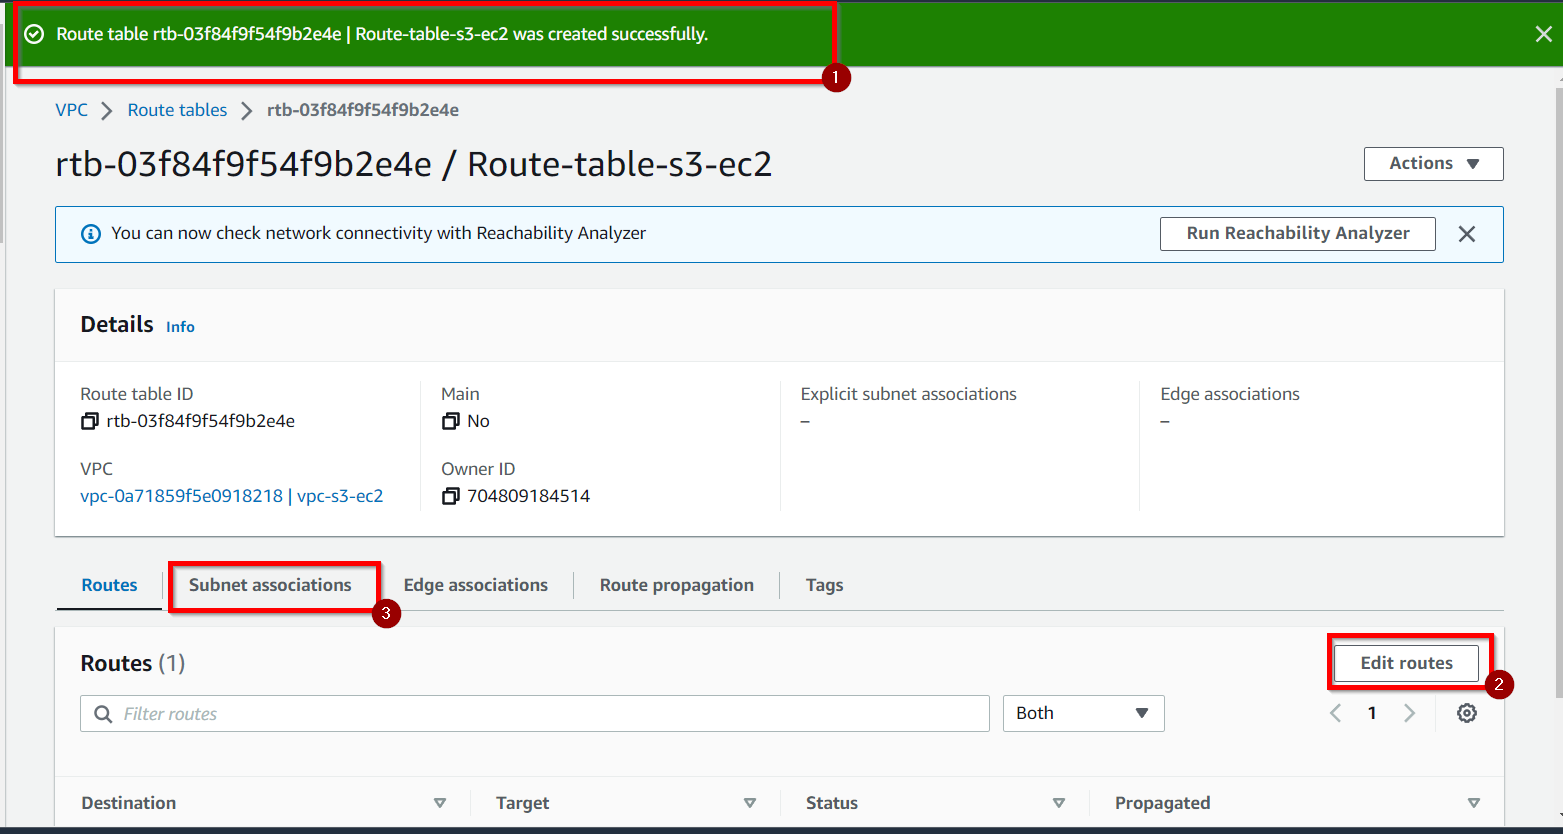 Route table rtb-03f84f9f54f9b2e4e | Route-table-s3-ec2 was created successfully.
1
VPC > Route tables > rtb-03f84f9f54f9b2e4e
rtb-03f84f9f54f9b2e4e / Route-table-s3-ec2
Actions
You can now check network connectivity with Reachability Analyzer
Run Reachability Analyzer
Details Info
Route table ID
rtb-03f84f9f54f9b2e4e
Main
No
Explicit subnet associations
–
Edge associations
–
VPC
vpc-0a71859f5e0918218 | vpc-s3-ec2
Owner ID
704809184514
Routes
Subnet associations
Edge associations
Route propagation
Tags
3
Routes (1)
Edit routes
2
Filter routes
Both
1
Destination
Target
Status
Propagated